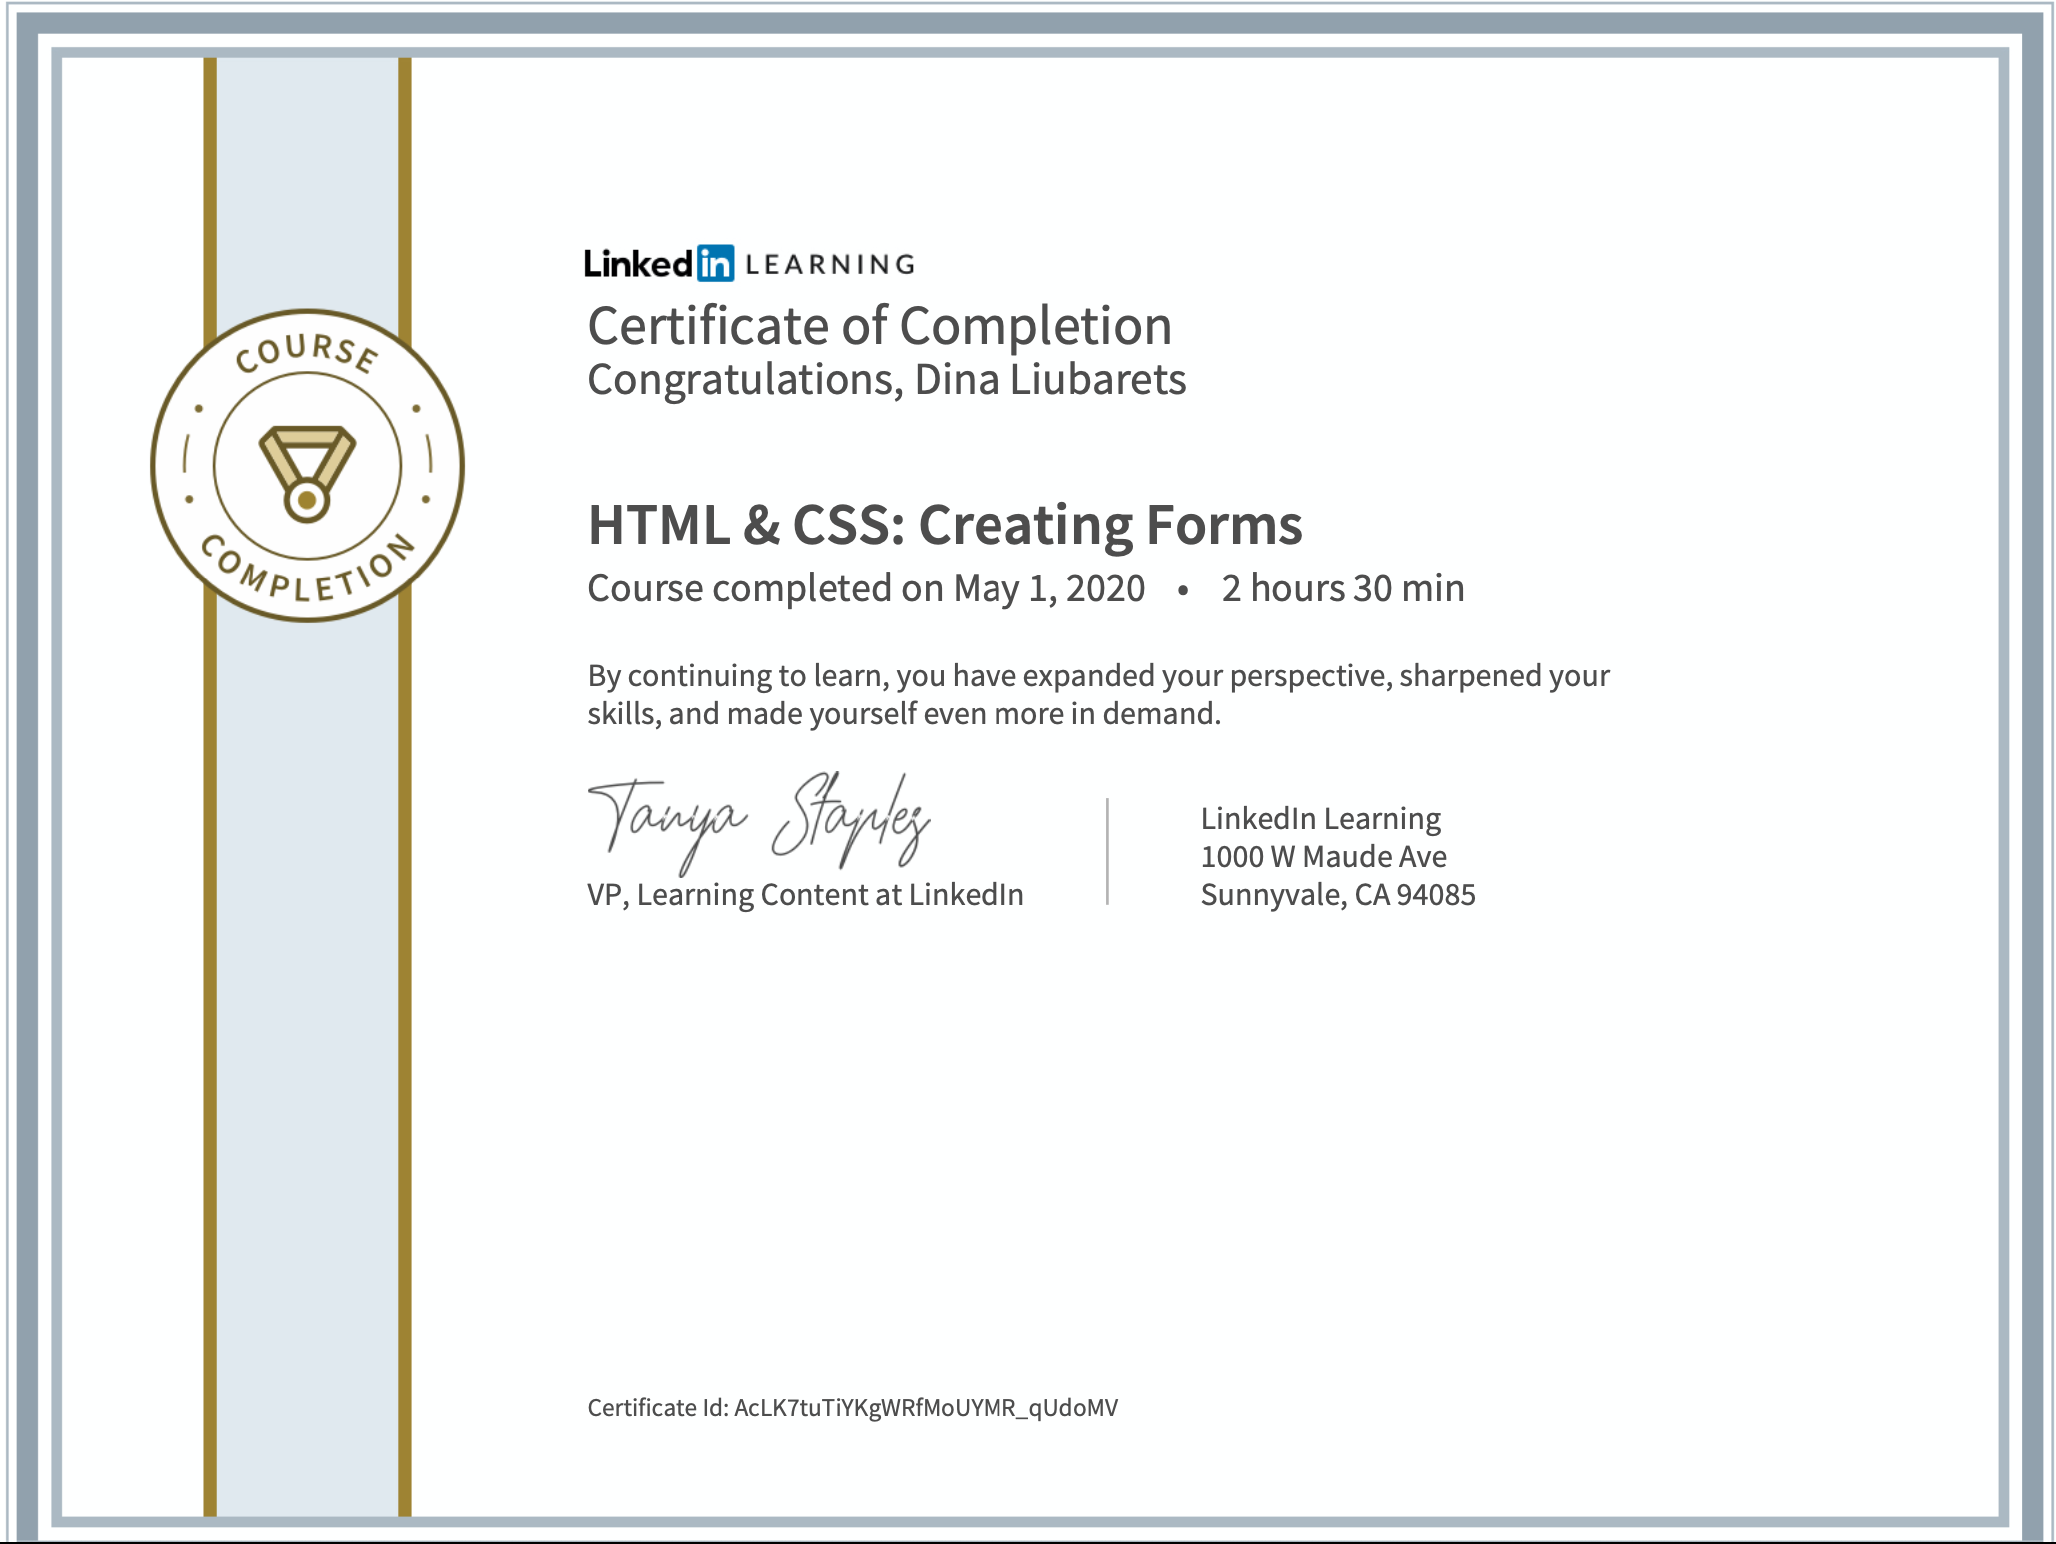 COURSE
COMPLETION
Linked in LEARNING
Certificate of Completion
Congratulations, Dina Liubarets
HTML & CSS: Creating Forms
Course completed on May 1, 2020 • 2 hours 30 min
By continuing to learn, you have expanded your perspective, sharpened your
skills, and made yourself even more in demand.
Tanya Staples
VP, Learning Content at LinkedIn
LinkedIn Learning
1000 W Maude Ave
Sunnyvale, CA 94085
Certificate Id: AcLK7tuTiYKgWRfMoUYMR_qUdoMV